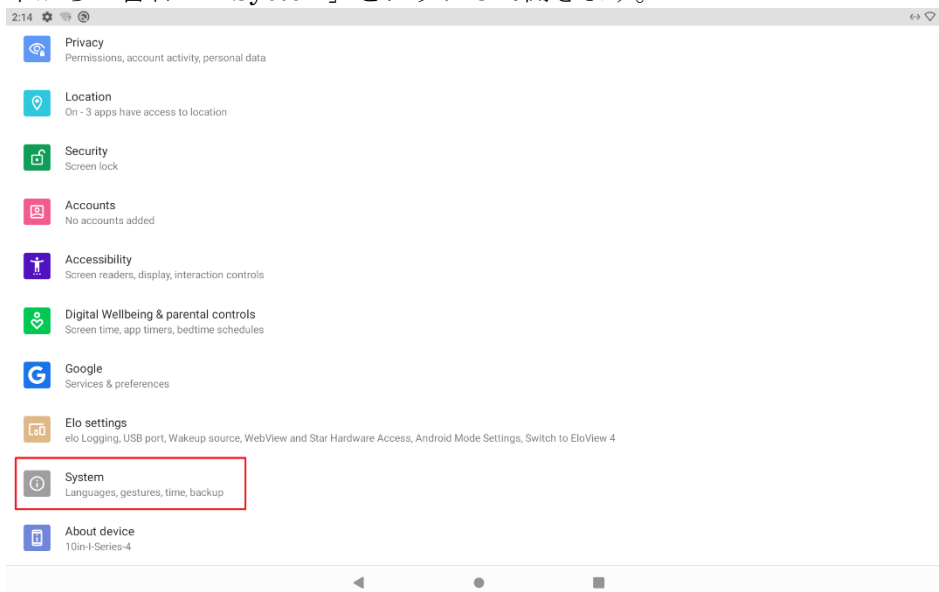 System
2:14
Privacy
Permissions, account activity, personal data
Location
On - 3 apps have access to location
Security
Screen lock
Accounts
No accounts added
Accessibility
Screen readers, display, interaction controls
Digital Wellbeing & parental controls
Screen time, app timers, bedtime schedules
Google
Services & preferences
Elo settings
elo Logging, USB port, Wakeup source, WebView and Star Hardware Access, Android Mode Settings, Switch to EloView 4
System
Languages, gestures, time, backup
About device
10in-I-Series-4